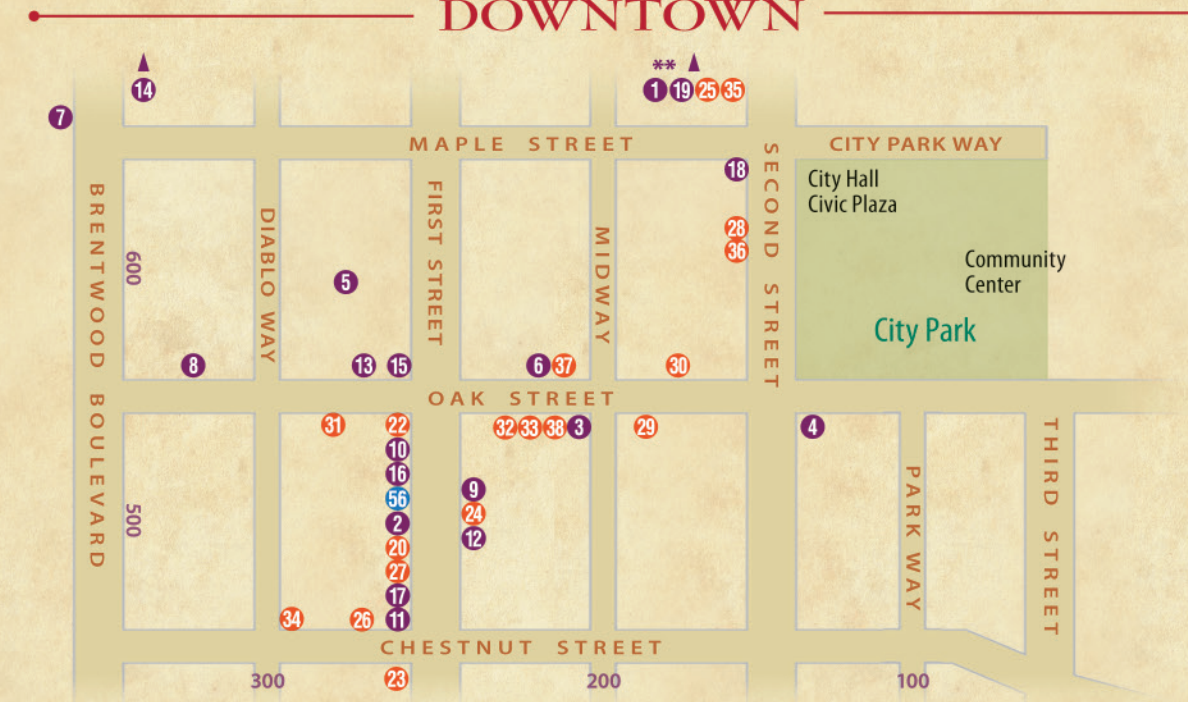 DOWNTOWN
**
14
1 19 25 35
7
MAPLE STREET
CITY PARK WAY
18
City Hall
Civic Plaza
BRENTWOOD BOULEVARD
DIABLO WAY
FIRST STREET
MIDWAY
SECOND STREET
28
36
600
5
Community
Center
City Park
8
13 15
6 37
30
OAK STREET
31
22
32 33 38 3
29
4
10
16
56
2
20
27
17
11
9
24
12
500
PARK WAY
THIRD STREET
34
26
CHESTNUT STREET
300
23
200
100